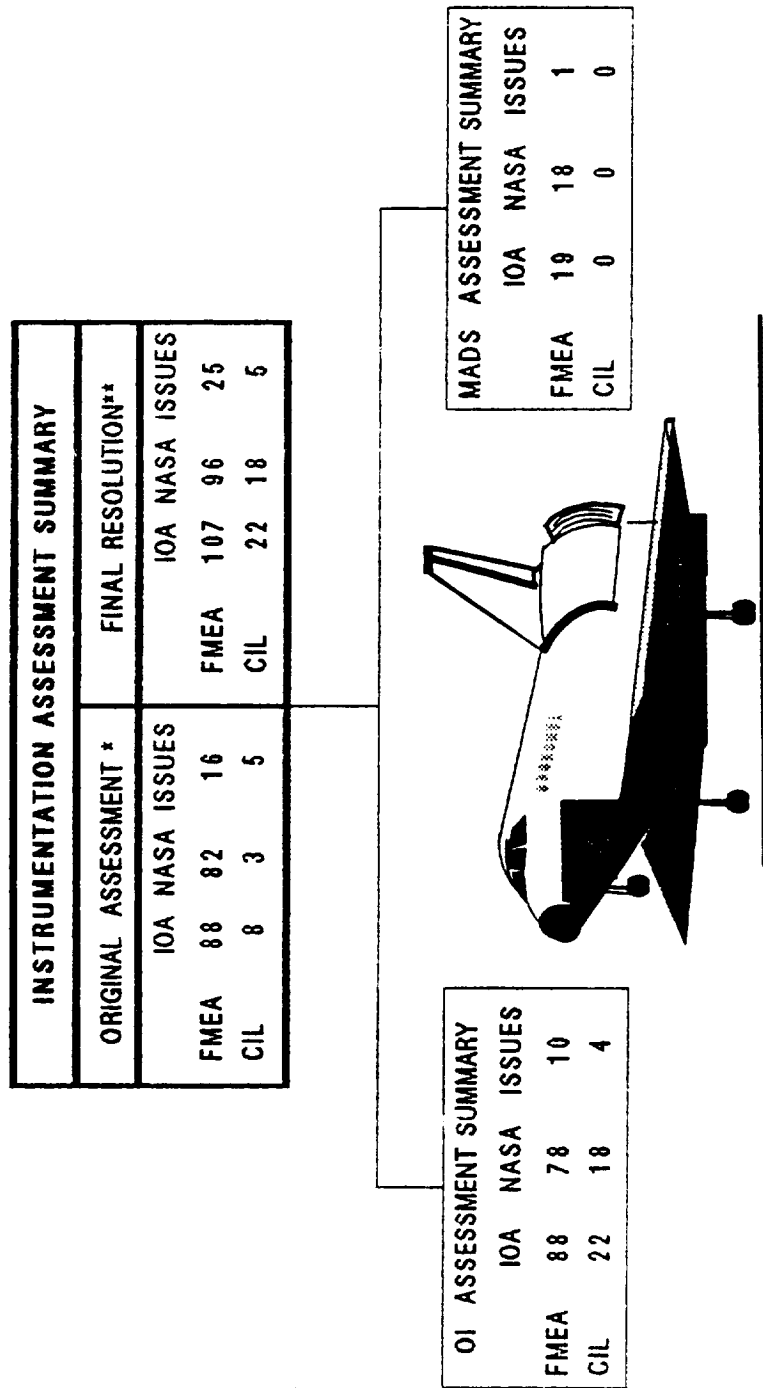 INSTRUMENTATION ASSESSMENT SUMMARY
ORIGINAL ASSESSMENT *
IOA NASA ISSUES
FMEA 88 82 16
CIL 8 3 5
FINAL RESOLUTION**
IOA NASA ISSUES
FMEA 107 96 25
CIL 22 18 5
OI ASSESSMENT SUMMARY
IOA NASA ISSUES
FMEA 88 78 10
CIL 22 18 4
MADS ASSESSMENT SUMMARY
IOA NASA ISSUES
FMEA 19 18 1
CIL 0 0 0